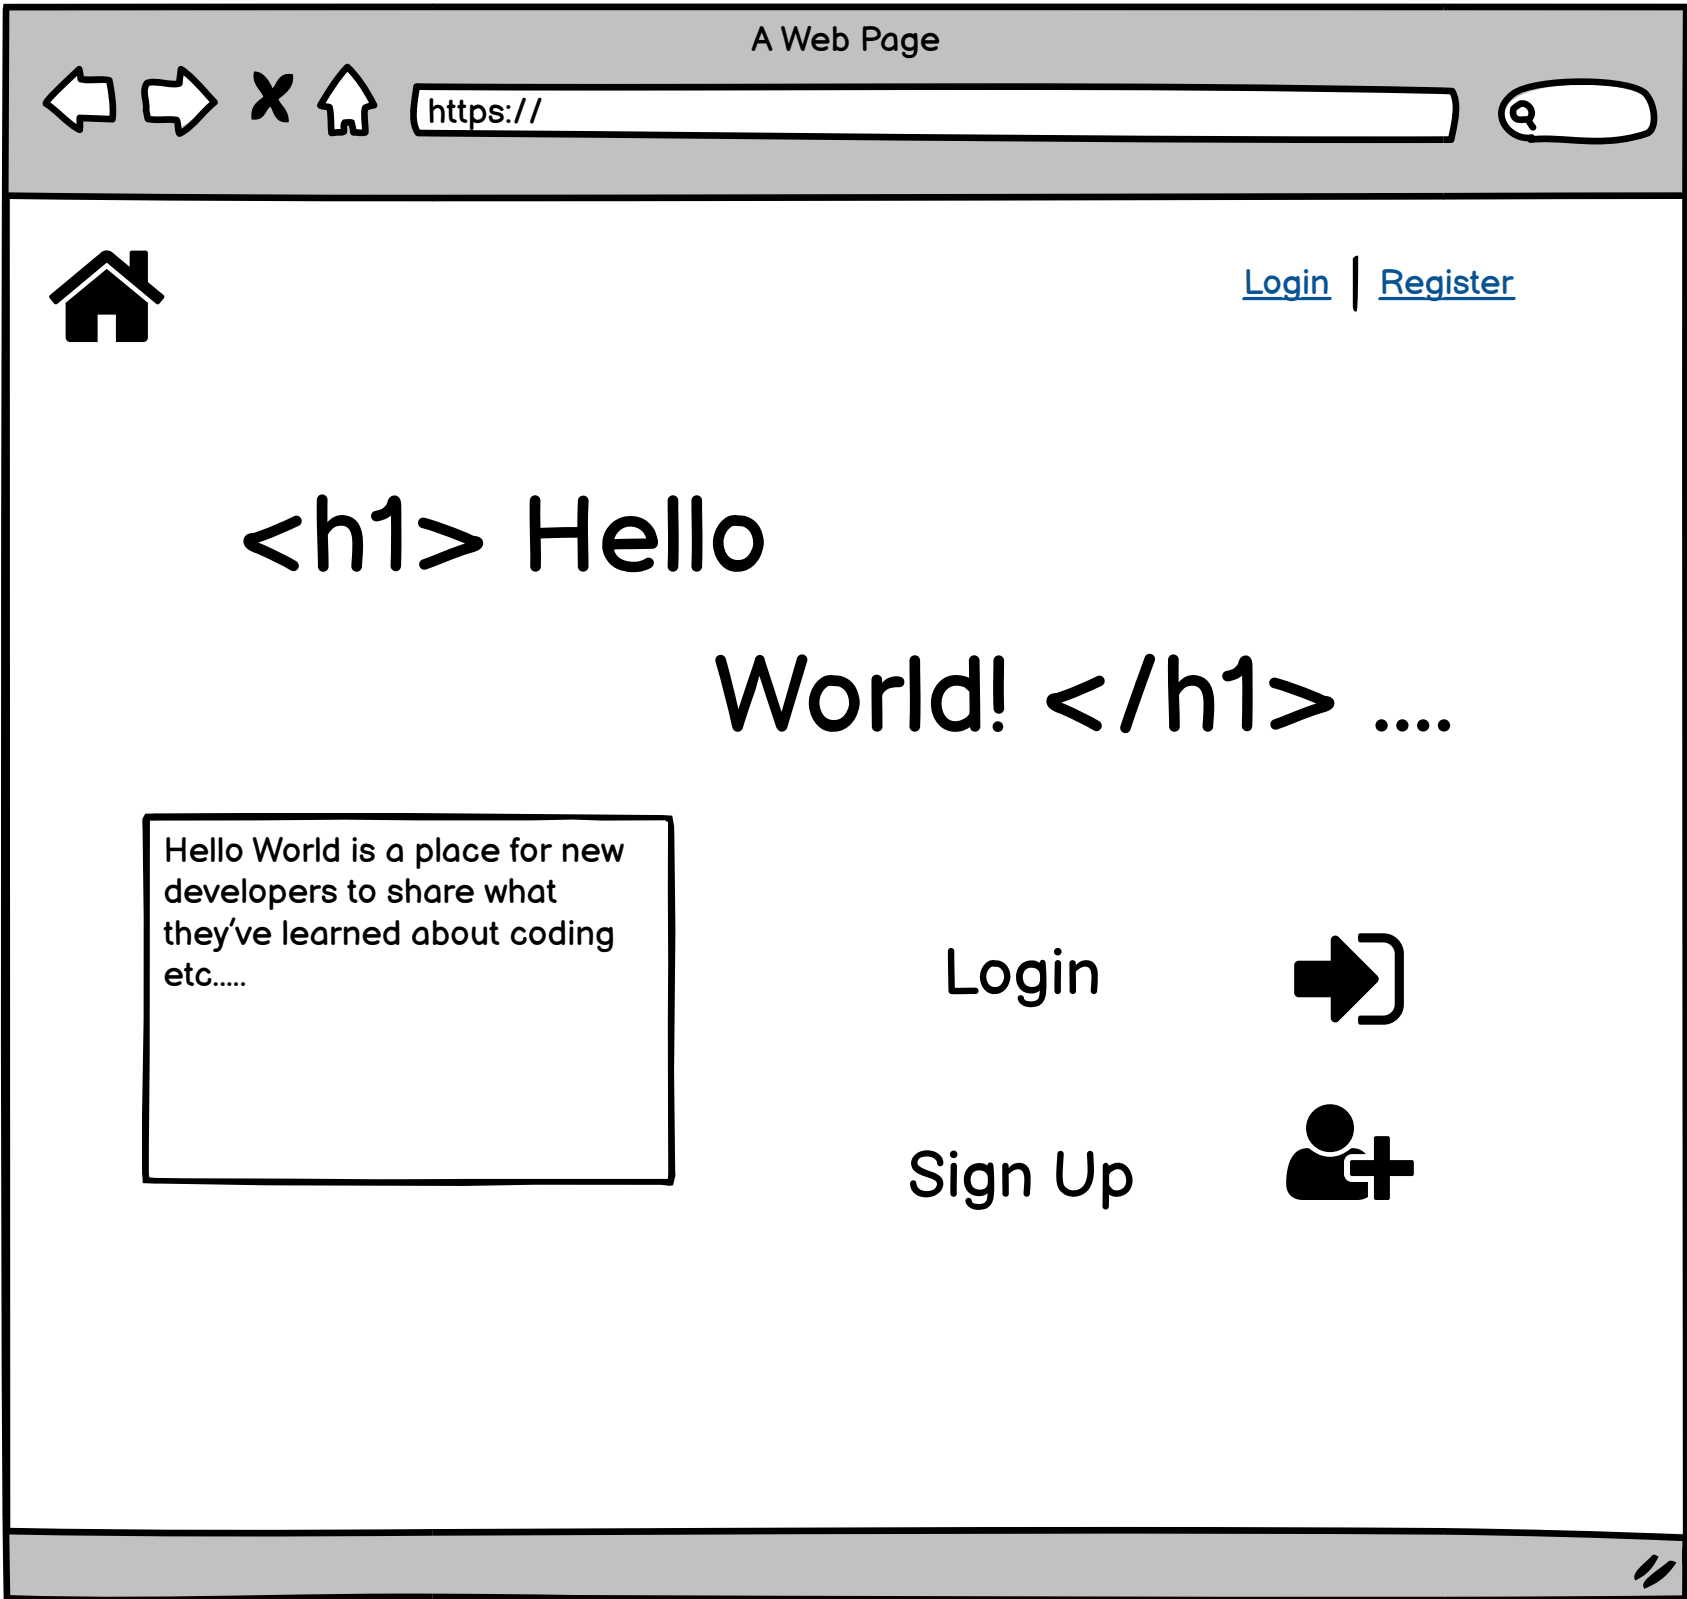 A Web Page
https://
Login | Register
<h1> Hello
World! </h1> ....
Hello World is a place for new
developers to share what
they've learned about coding
etc.....
Login
Sign Up